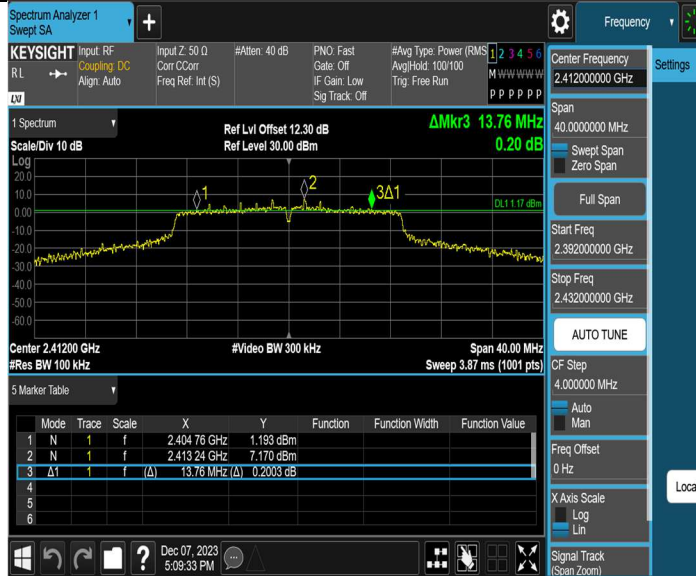 Spectrum Analyzer 1
Swept SA
+
Frequency
KEYSIGHT
RL
LXI
Input: RF
Coupling: DC
Align: Auto
Input Z: 50 Ω
Corr CCorr
Freq Ref: Int (S)
#Atten: 40 dB
PNO: Fast
Gate: Off
IF Gain: Low
Sig Track: Off
#Avg Type: Power (RMS
Avg|Hold: 100/100
Trig: Free Run
1 2 3 4 5 6
M W W W W W
P P P P P P
1 Spectrum
Scale/Div 10 dB
Ref Lvl Offset 12.30 dB
Ref Level 30.00 dBm
ΔMkr3 13.76 MHz
0.20 dB
Log
20.0
10.0
0.00
-10.0
-20.0
-30.0
-40.0
-50.0
-60.0
1
2
3Δ1
DL1 1.17 dBm
Center 2.41200 GHz
#Res BW 100 kHz
#Video BW 300 kHz
Span 40.00 MHz
Sweep 3.87 ms (1001 pts)
5 Marker Table
Mode Trace Scale X Y Function Function Width Function Value
1 N 1 f 2.404 76 GHz 1.193 dBm
2 N 1 f 2.413 24 GHz 7.170 dBm
3 Δ1 1 f (Δ) 13.76 MHz (Δ) 0.2003 dB
4
5
6
?
Dec 07, 2023
5:09:33 PM
Center Frequency
2.412000000 GHz
Settings
Span
40.0000000 MHz
Swept Span
Zero Span
Full Span
Start Freq
2.392000000 GHz
Stop Freq
2.432000000 GHz
AUTO TUNE
CF Step
4.000000 MHz
Auto
Man
Freq Offset
0 Hz
Loca
X Axis Scale
Log
Lin
Signal Track
(Span Zoom)